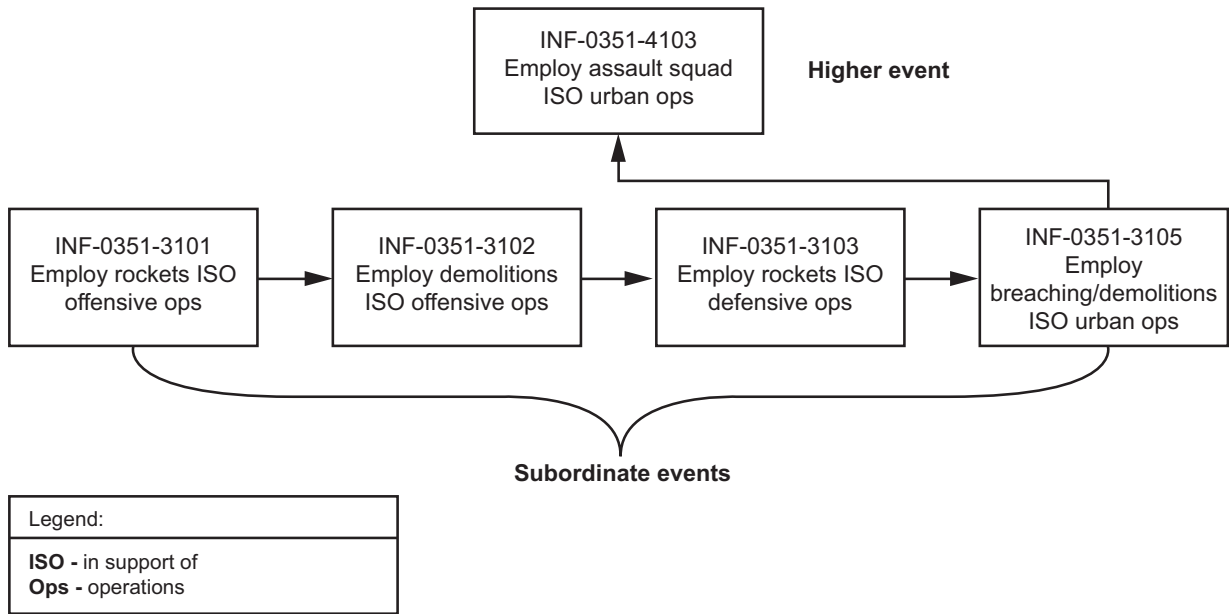 INF-0351-4103
Employ assault squad
ISO urban ops
Higher event
INF-0351-3101
Employ rockets ISO
offensive ops
INF-0351-3102
Employ demolitions
ISO offensive ops
INF-0351-3103
Employ rockets ISO
defensive ops
INF-0351-3105
Employ
breaching/demolitions
ISO urban ops
Subordinate events
Legend:
ISO - in support of
Ops - operations